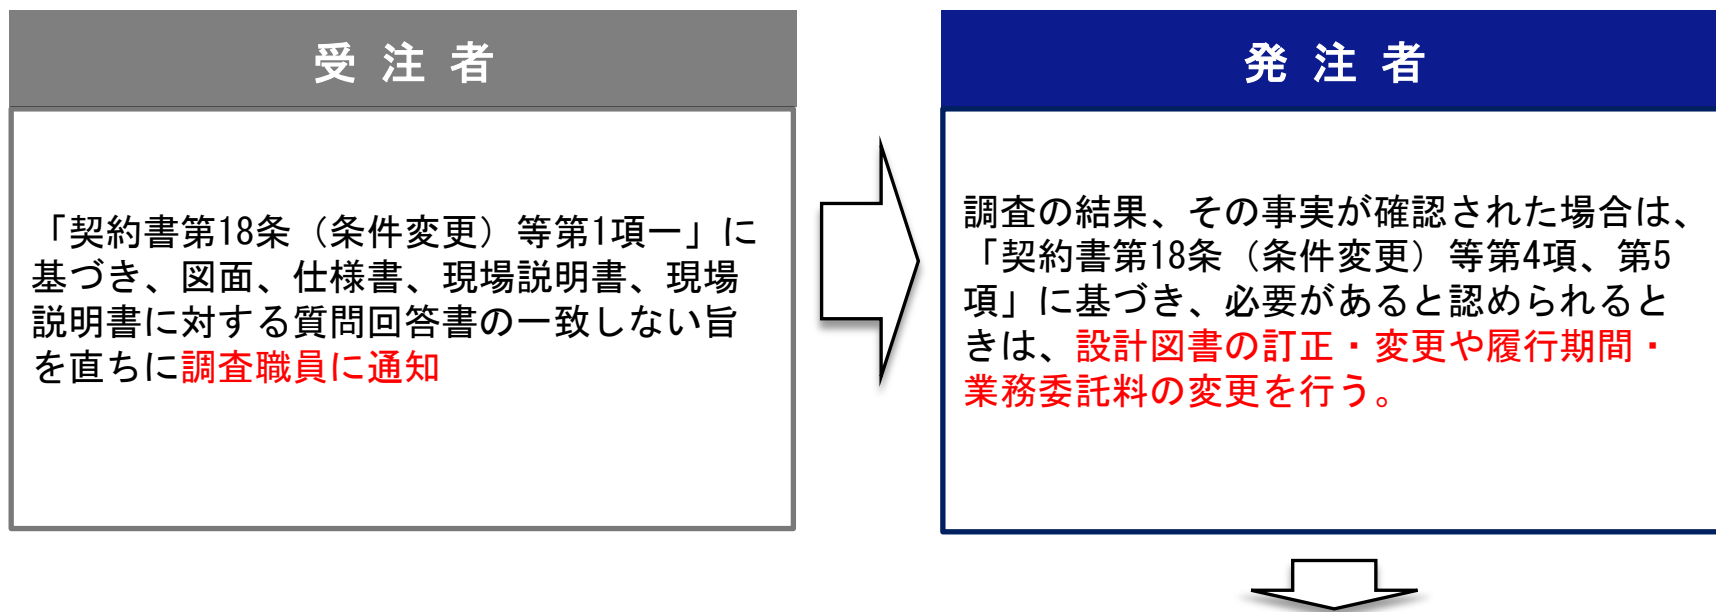 受注者
「契約書第18条（条件変更）等第1項一」に
基づき、図面、仕様書、現場説明書、現場
説明書に対する質問回答書の一致しない旨
を直ちに調査職員に通知
発注者
調査の結果、その事実が確認された場合は、
「契約書第18条（条件変更）等第4項、第5
項」に基づき、必要があると認められると
きは、設計図書の訂正・変更や履行期間・
業務委託料の変更を行う。